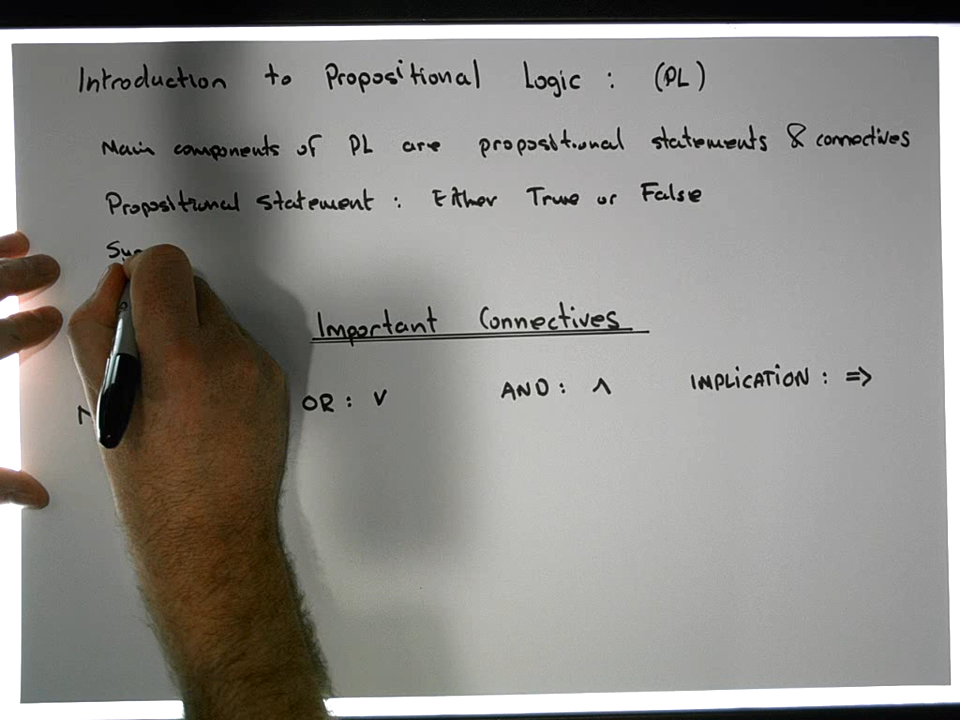 Introduction to Propositional Logic : (PL)
Main components of PL are propositional statements & connectives
Propositional statement : Either True or False
Important Connectives
OR : ∨ AND : ∧ IMPLICATION : =>